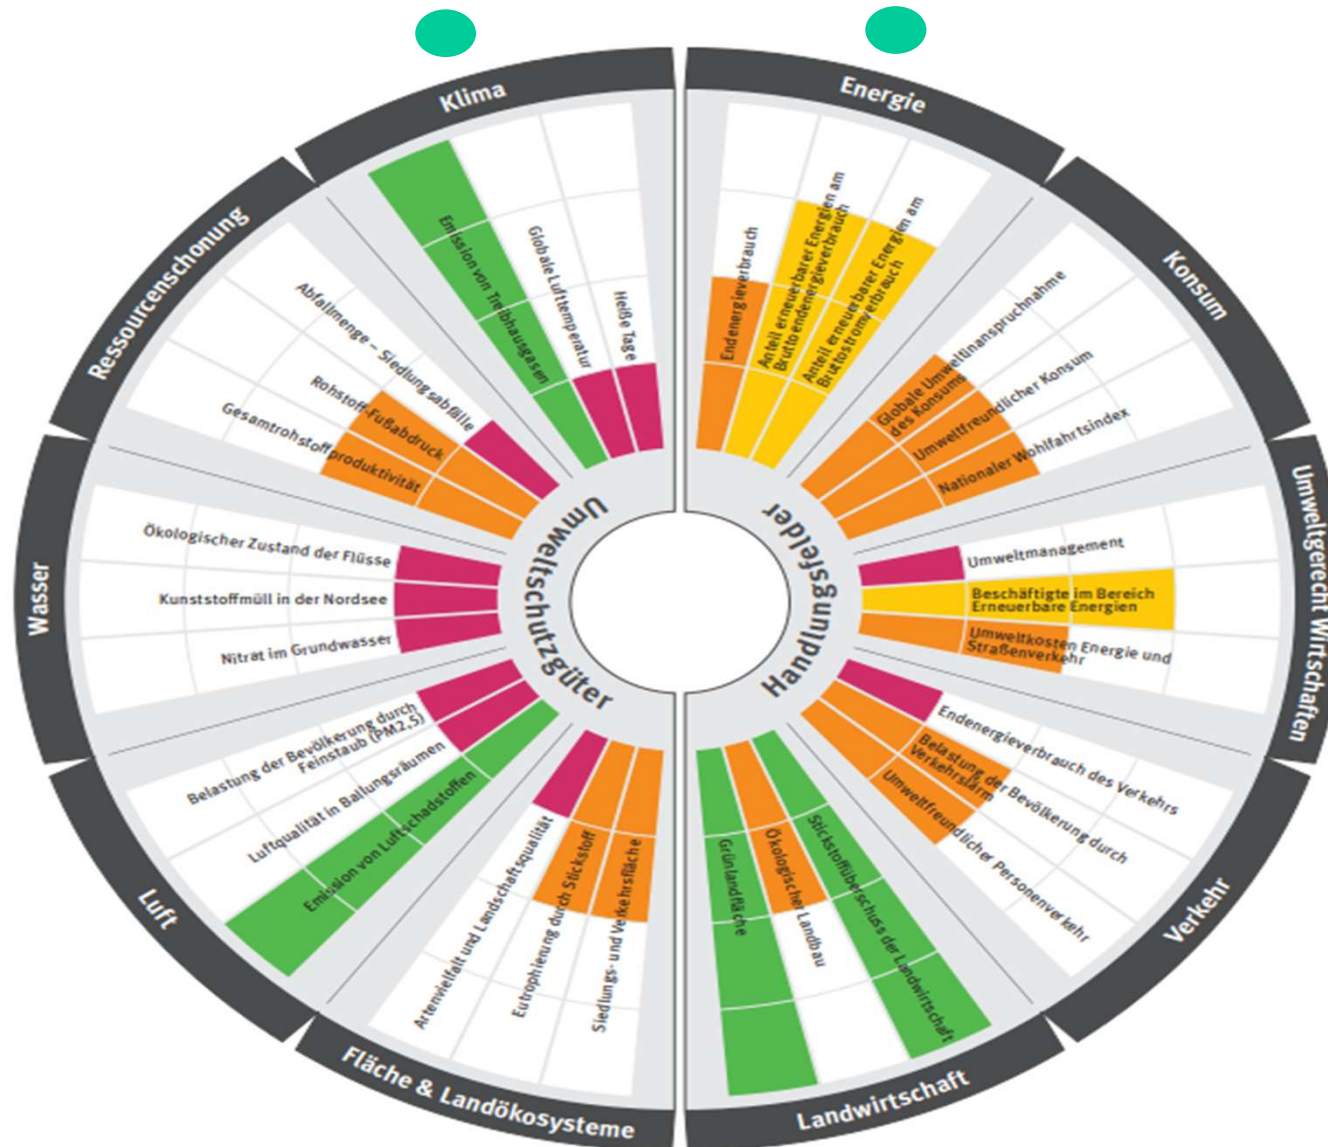 Klima
Emission von Treibhausgasen
Globale Lufttemperatur
Heiße Tage
Energie
Endenergieverbrauch
Anteil erneuerbarer Energien am
Bruttoendenergieverbrauch
Anteil erneuerbarer Energien am
Bruttostromverbrauch
Konsum
Globale Umweltinanspruchnahme
des Konsums
Umweltfreundlicher Konsum
Nationaler Wohlfahrtsindex
Umweltgerecht Wirtschaften
Umweltmanagement
Beschäftigte im Bereich
Erneuerbare Energien
Umweltkosten Energie und
Straßenverkehr
Verkehr
Endenergieverbrauch des Verkehrs
Belastung der Bevölkerung durch
Verkehrslärm
Umweltfreundlicher Personenverkehr
Landwirtschaft
Stickstoffüberschuss der Landwirtschaft
Ökologischer Landbau
Grünlandfläche
Handlungsfelder
Fläche & Landökosysteme
Siedlungs- und Verkehrsfläche
Eutrophierung durch Stickstoff
Artenvielfalt und Landschaftsqualität
Luft
Emission von Luftschadstoffen
Luftqualität in Ballungsräumen
Belastung der Bevölkerung durch
Feinstaub (PM2,5)
Wasser
Nitrat im Grundwasser
Kunststoffmüll in der Nordsee
Ökologischer Zustand der Flüsse
Ressourcenschonung
Gesamtrohstoffproduktivität
Rohstoff-Fußabdruck
Abfallmenge – Siedlungsabfälle
Umweltschutzgüter